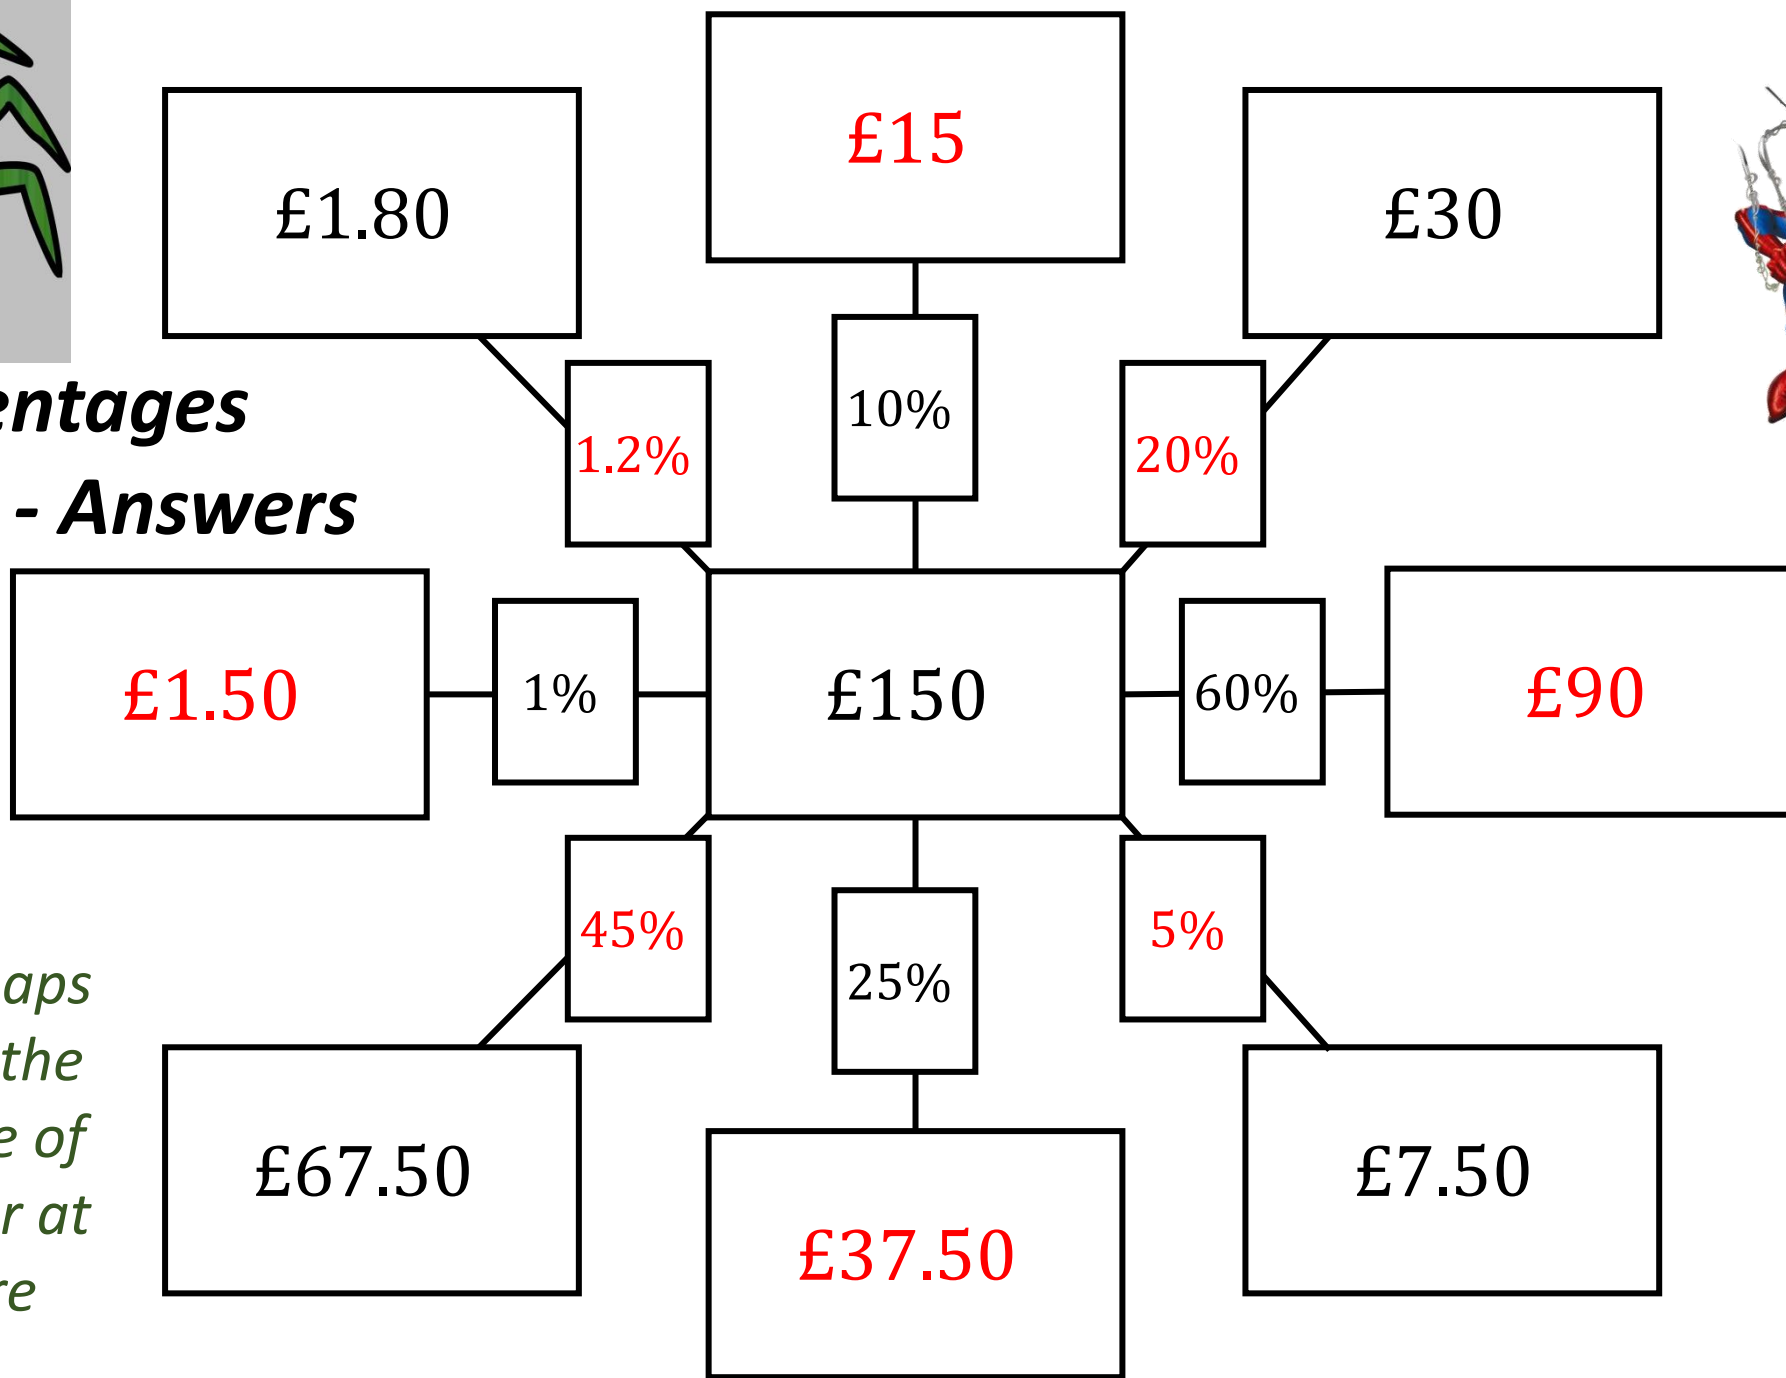 £15
£1.80
£30
10%
1.2%
20%
entages
- Answers
£1.50
1%
£150
60%
£90
45%
25%
5%
aps
the
e of
r at
re
£67.50
£37.50
£7.50